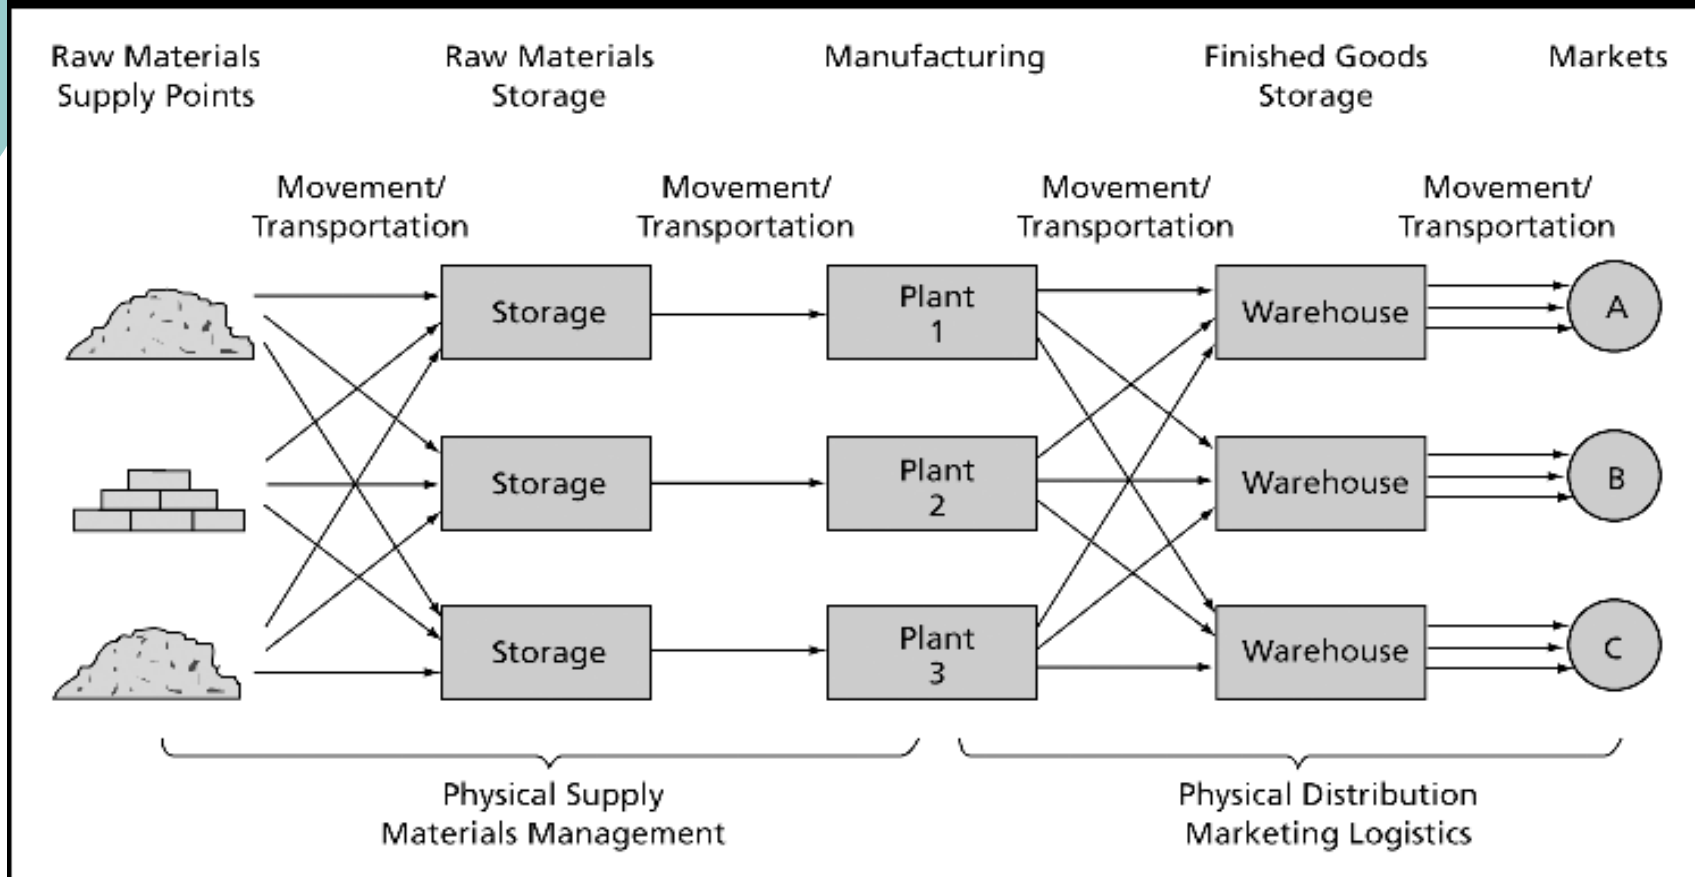 Raw Materials
Supply Points
Raw Materials
Storage
Manufacturing
Finished Goods
Storage
Markets
Movement/
Transportation
Movement/
Transportation
Movement/
Transportation
Movement/
Transportation
Storage
Plant
1
Warehouse
A
Storage
Plant
2
Warehouse
B
Storage
Plant
3
Warehouse
C
Physical Supply
Materials Management
Physical Distribution
Marketing Logistics